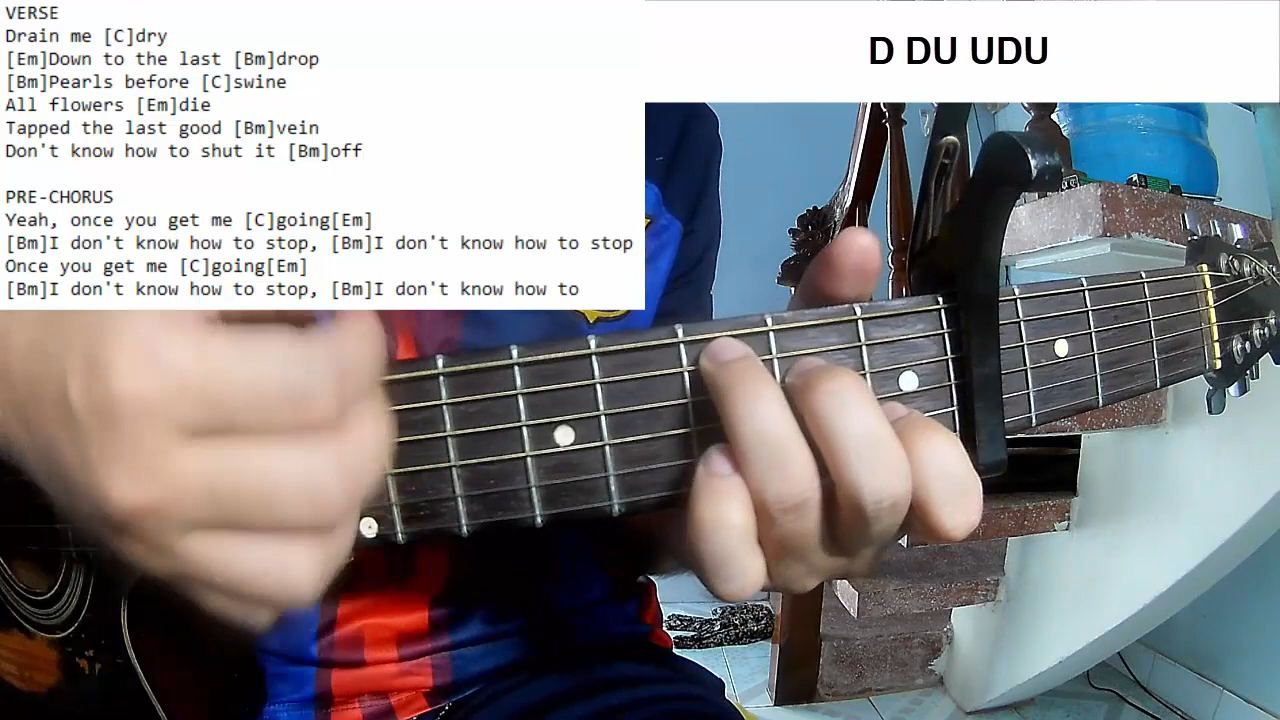 VERSE
Drain me [C]dry
[Em]Down to the last [Bm]drop
[Bm]Pearls before [C]swine
All flowers [Em]die
Tapped the last good [Bm]vein
Don't know how to shut it [Bm]off
PRE-CHORUS
Yeah, once you get me [C]going[Em]
[Bm]I don't know how to stop, [Bm]I don't know how to stop
Once you get me [C]going[Em]
[Bm]I don't know how to stop, [Bm]I don't know how to
D DU UDU